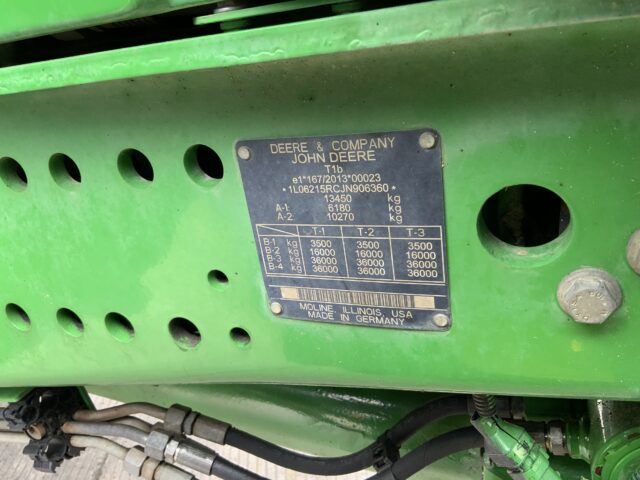 DEERE & COMPANY
JOHN DEERE
T1b
e1*167/2013*00023
*1L06215RCJN906360*
13450 kg
A-1: 6180 kg
A-2: 10270 kg
T-1 T-2 T-3
B-1 kg 3500 3500 3500
B-2 kg 16000 16000 16000
B-3 kg 36000 36000 36000
B-4 kg 36000 36000 36000
MOLINE, ILLINOIS, USA
MADE IN GERMANY